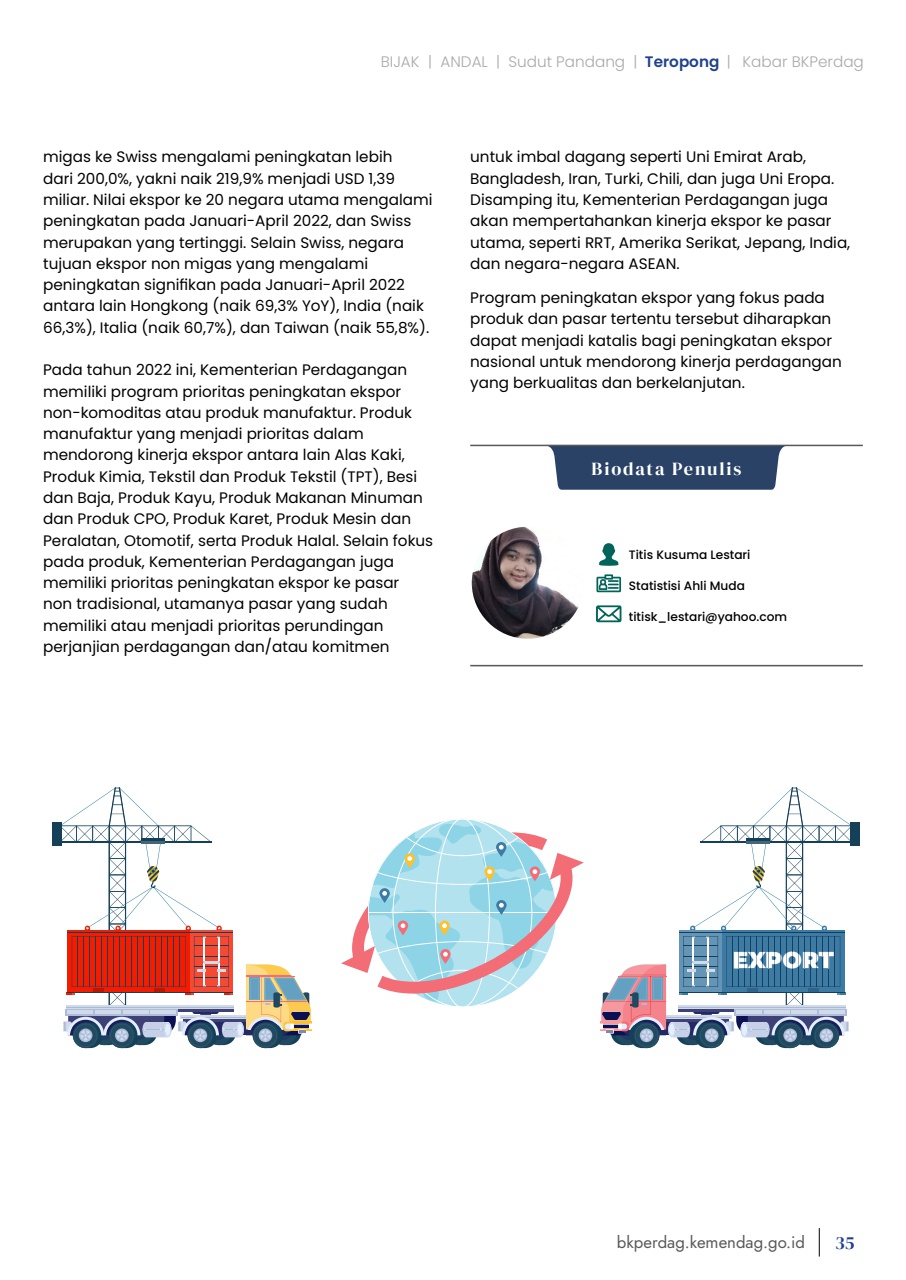 BIJAK | ANDAL | Sudut Pandang | Teropong | Kabar BKPerdag
migas ke Swiss mengalami peningkatan lebih
dari 200,0%, yakni naik 219,9% menjadi USD 1,39
miliar. Nilai ekspor ke 20 negara utama mengalami
peningkatan pada Januari-April 2022, dan Swiss
merupakan yang tertinggi. Selain Swiss, negara
tujuan ekspor non migas yang mengalami
peningkatan signifikan pada Januari-April 2022
antara lain Hongkong (naik 69,3% YoY), India (naik
66,3%), Italia (naik 60,7%), dan Taiwan (naik 55,8%).
Pada tahun 2022 ini, Kementerian Perdagangan
memiliki program prioritas peningkatan ekspor
non-komoditas atau produk manufaktur. Produk
manufaktur yang menjadi prioritas dalam
mendorong kinerja ekspor antara lain Alas Kaki,
Produk Kimia, Tekstil dan Produk Tekstil (TPT), Besi
dan Baja, Produk Kayu, Produk Makanan Minuman
dan Produk CPO, Produk Karet, Produk Mesin dan
Peralatan, Otomotif, serta Produk Halal. Selain fokus
pada produk, Kementerian Perdagangan juga
memiliki prioritas peningkatan ekspor ke pasar
non tradisional, utamanya pasar yang sudah
memiliki atau menjadi prioritas perundingan
perjanjian perdagangan dan/atau komitmen
untuk imbal dagang seperti Uni Emirat Arab,
Bangladesh, Iran, Turki, Chili, dan juga Uni Eropa.
Disamping itu, Kementerian Perdagangan juga
akan mempertahankan kinerja ekspor ke pasar
utama, seperti RRT, Amerika Serikat, Jepang, India,
dan negara-negara ASEAN.
Program peningkatan ekspor yang fokus pada
produk dan pasar tertentu tersebut diharapkan
dapat menjadi katalis bagi peningkatan ekspor
nasional untuk mendorong kinerja perdagangan
yang berkualitas dan berkelanjutan.
Biodata Penulis
Titis Kusuma Lestari
Statistisi Ahli Muda
titisk_lestari@yahoo.com
EXPORT
bkperdag.kemendag.go.id | 35